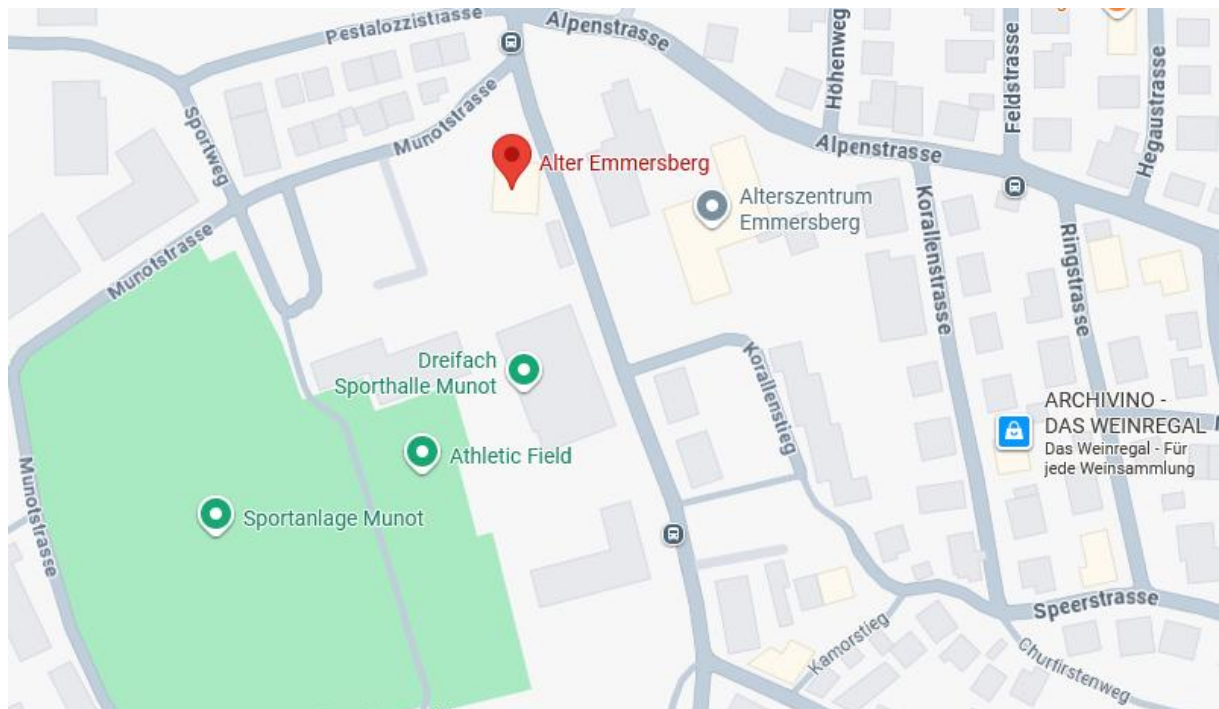 Pestalozzistrasse
Alpenstrasse
Höhenweg
Feldstrasse
Hegaustrasse
Sportweg
Munotstrasse
Alter Emmersberg
Alpenstrasse
Alterszentrum
Emmersberg
Korallenstrasse
Ringstrasse
Munotstrasse
Dreifach
Sporthalle Munot
Korallenstieg
ARCHIVINO -
DAS WEINREGAL
Das Weinregal - Für
jede Weinsammlung
Athletic Field
Munotstrasse
Sportanlage Munot
Speerstrasse
Kamorstieg
Churfirstenweg